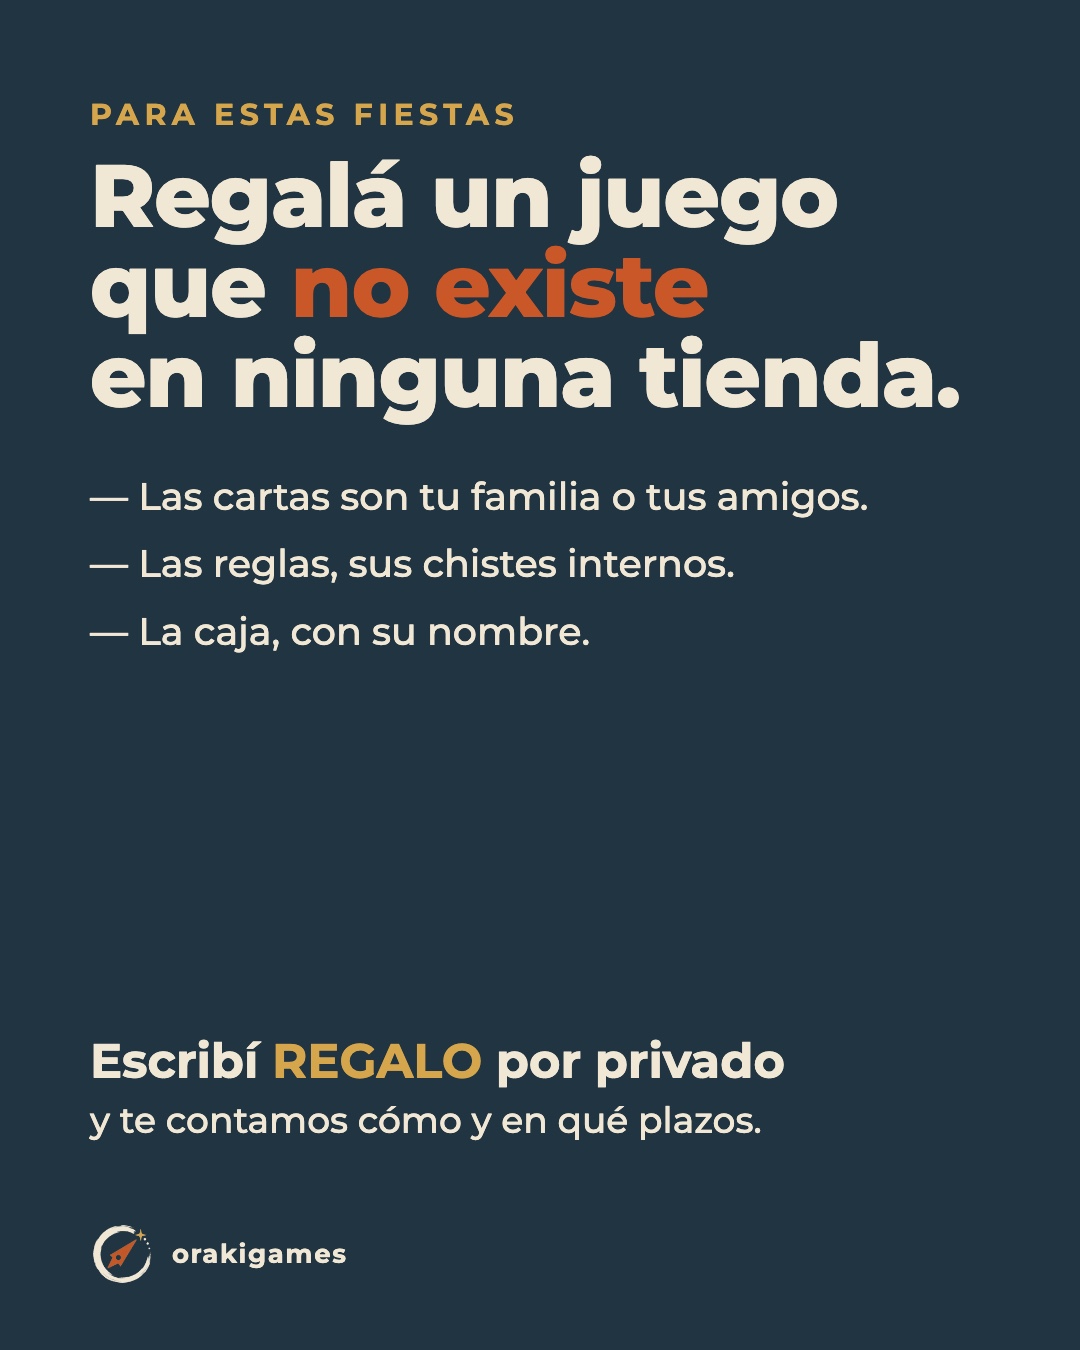 PARA ESTAS FIESTAS
Regalá un juego
que no existe
en ninguna tienda.
— Las cartas son tu familia o tus amigos.
— Las reglas, sus chistes internos.
— La caja, con su nombre.
Escribí REGALO por privado
y te contamos cómo y en qué plazos.
orakigames